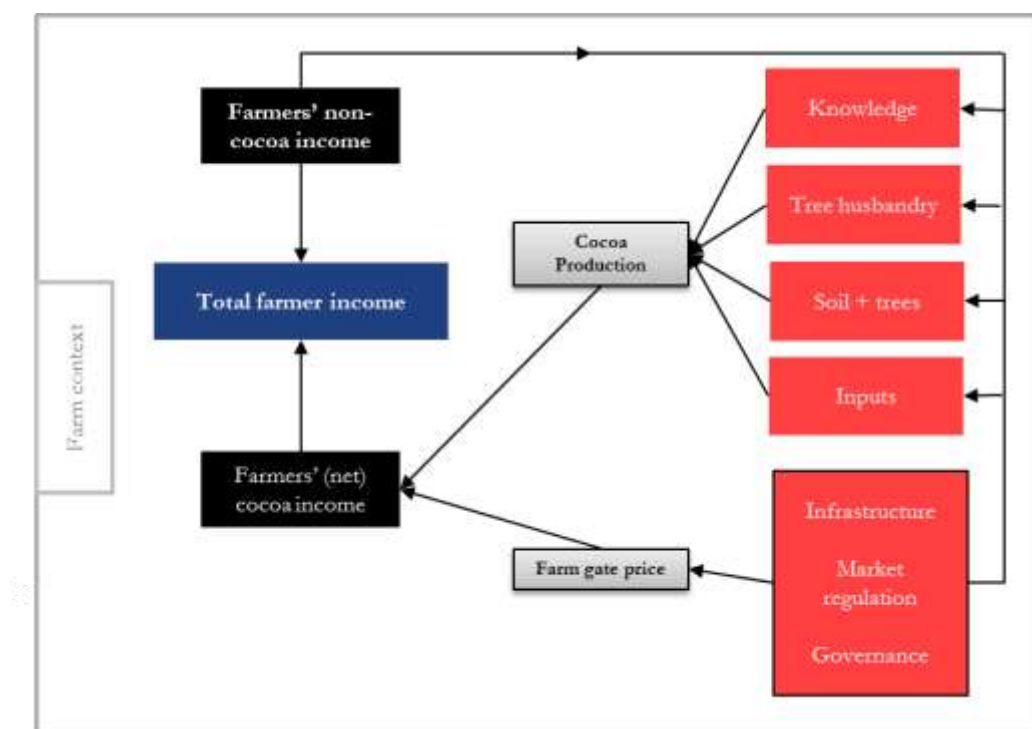 Farmers' non-
cocoa income
Knowledge
Tree husbandry
Cocoa
Production
Total farmer income
Soil + trees
Farm context
Inputs
Farmers' (net)
cocoa income
Infrastructure
Farm gate price
Market
regulation
Governance